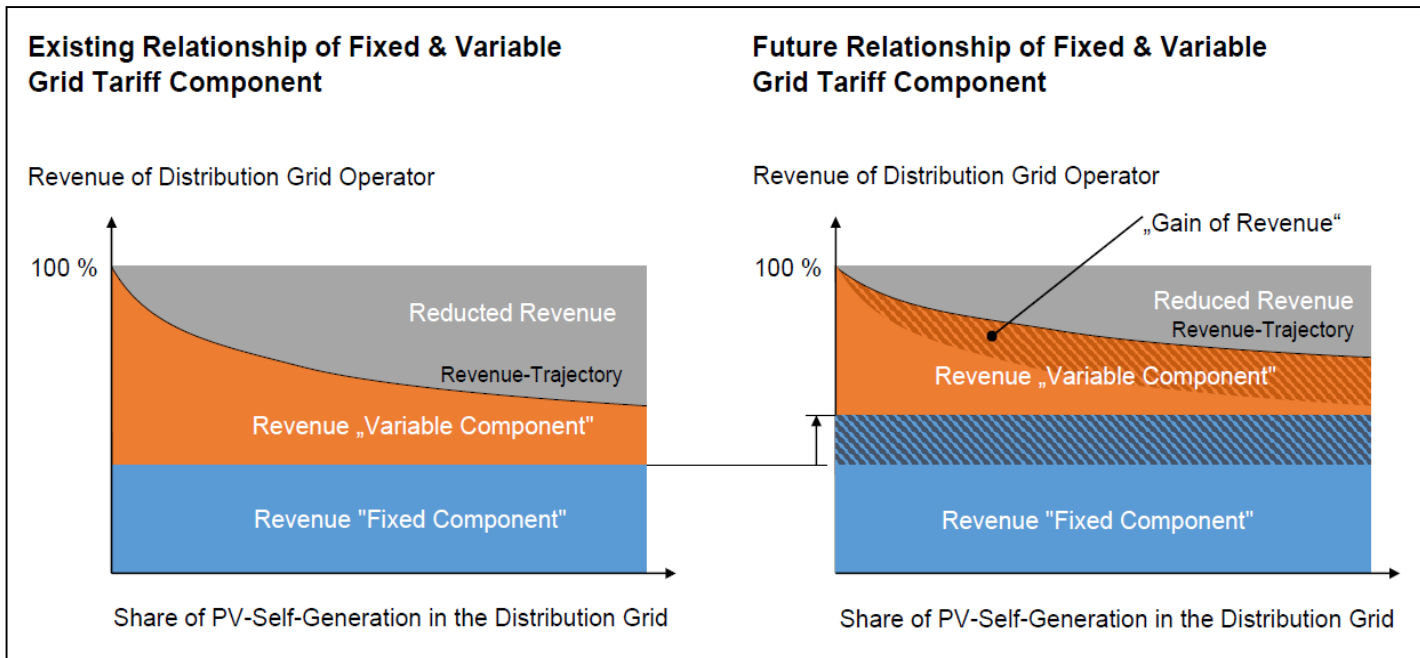 Existing Relationship of Fixed & Variable
Grid Tariff Component
Revenue of Distribution Grid Operator
100 %
Reducted Revenue
Revenue-Trajectory
Revenue „Variable Component"
Revenue "Fixed Component"
Share of PV-Self-Generation in the Distribution Grid
Future Relationship of Fixed & Variable
Grid Tariff Component
Revenue of Distribution Grid Operator
„Gain of Revenue“
100 %
Reduced Revenue
Revenue-Trajectory
Revenue „Variable Component"
Revenue "Fixed Component"
Share of PV-Self-Generation in the Distribution Grid